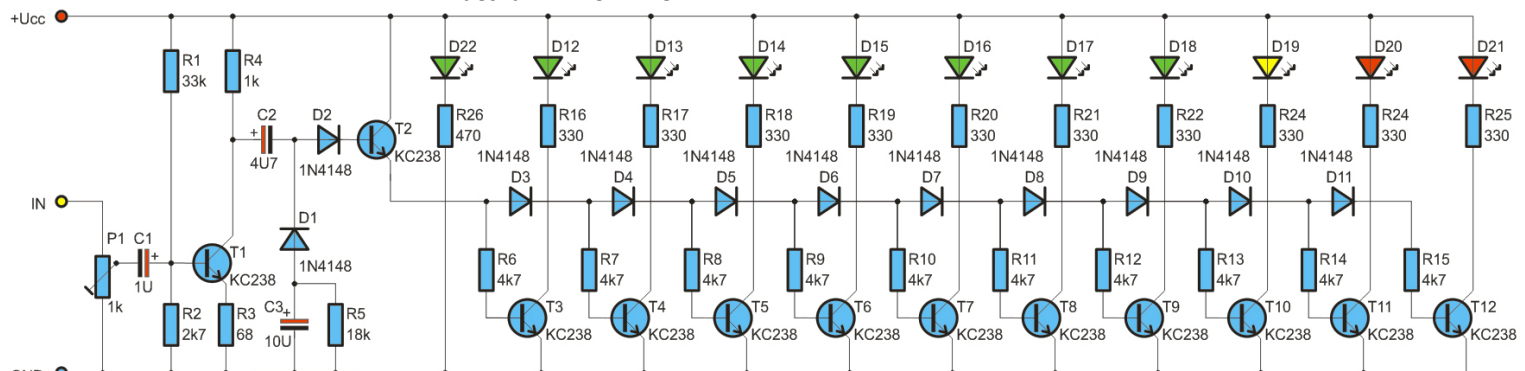 +Ucc
R1
33k
R4
1k
C2
+
4U7
D2
1N4148
T2
KC238
D22
R26
470
D12
R16
330
D13
R17
330
D14
R18
330
D15
R19
330
D16
R20
330
D17
R21
330
D18
R22
330
D19
R24
330
D20
R24
330
D21
R25
330
1N4148
D3
1N4148
D4
1N4148
D5
1N4148
D6
1N4148
D7
1N4148
D8
1N4148
D9
1N4148
D10
1N4148
D11
IN
P1
1k
C1
+
1U
T1
KC238
D1
1N4148
R2
2k7
R3
68
C3
+
10U
R5
18k
R6
4k7
R7
4k7
R8
4k7
R9
4k7
R10
4k7
R11
4k7
R12
4k7
R13
4k7
R14
4k7
R15
4k7
T3
KC238
T4
KC238
T5
KC238
T6
KC238
T7
KC238
T8
KC238
T9
KC238
T10
KC238
T11
KC238
T12
KC238